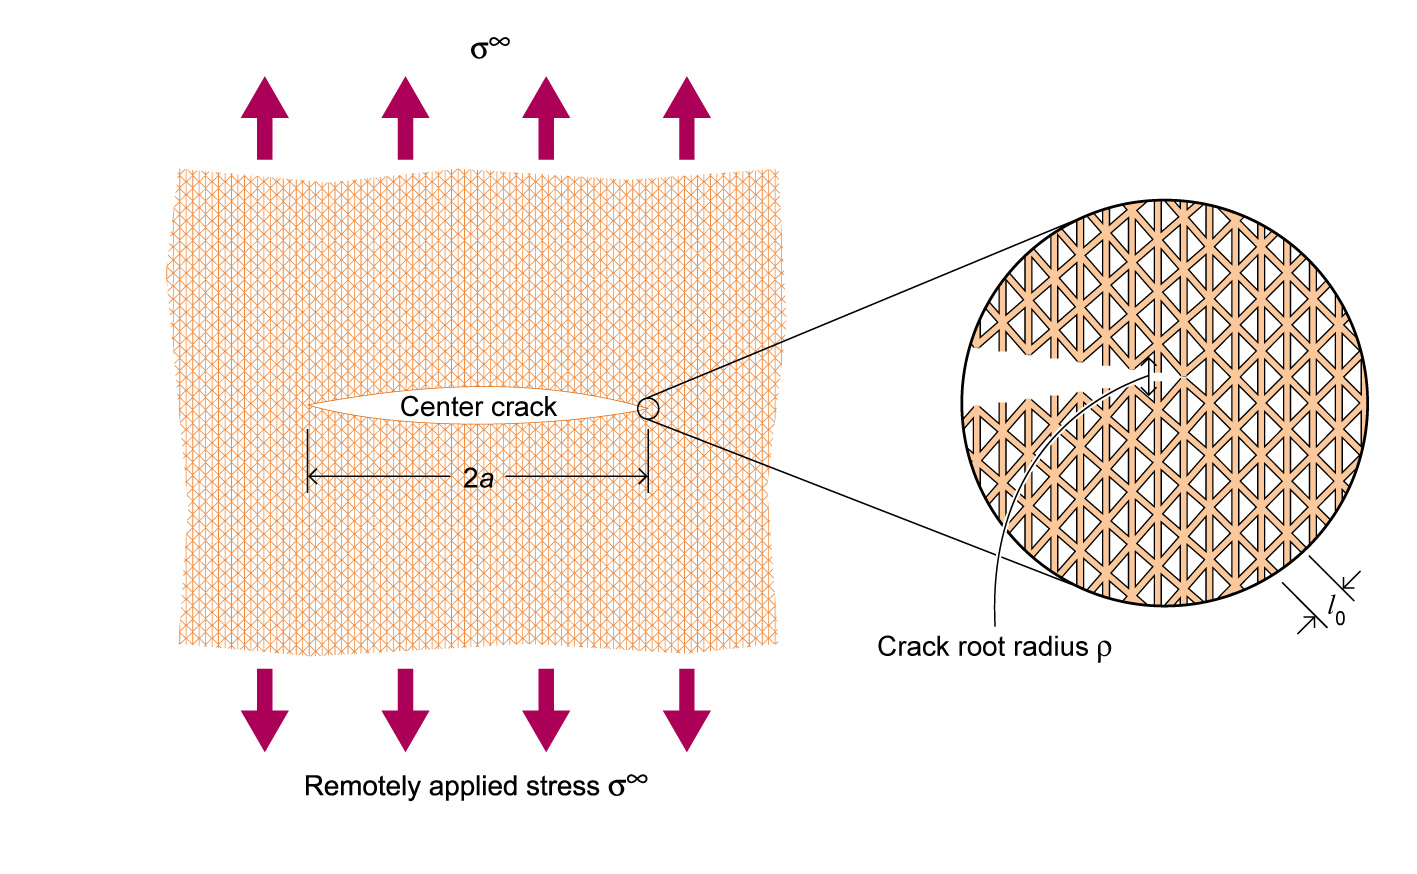 σ∞
Center crack
2a
l0
Crack root radius ρ
Remotely applied stress σ∞